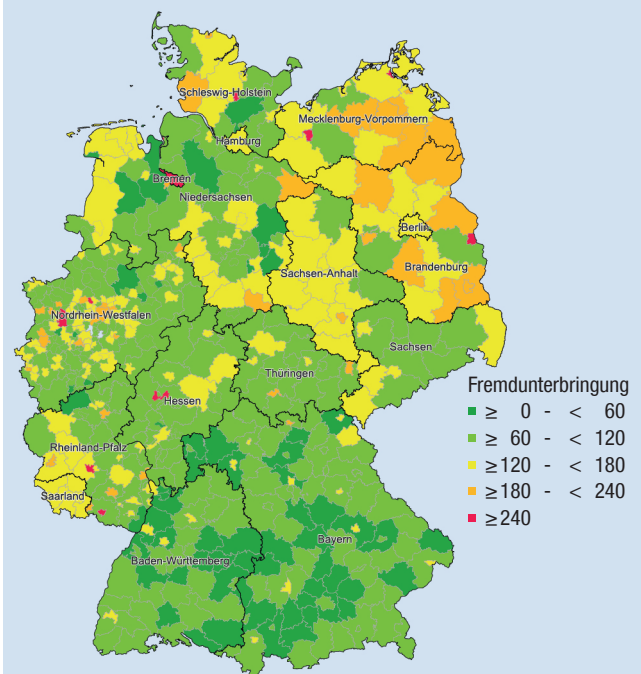 Schleswig-Holstein
Mecklenburg-Vorpommern
Hamburg
Bremen
Niedersachsen
Berlin
Sachsen-Anhalt
Brandenburg
Nordrhein-Westfalen
Sachsen
Thüringen
Hessen
Rheinland-Pfalz
Saarland
Bayern
Baden-Württemberg
Fremdunterbringung
≥ 0 - < 60
≥ 60 - < 120
≥120 - < 180
≥180 - < 240
≥240